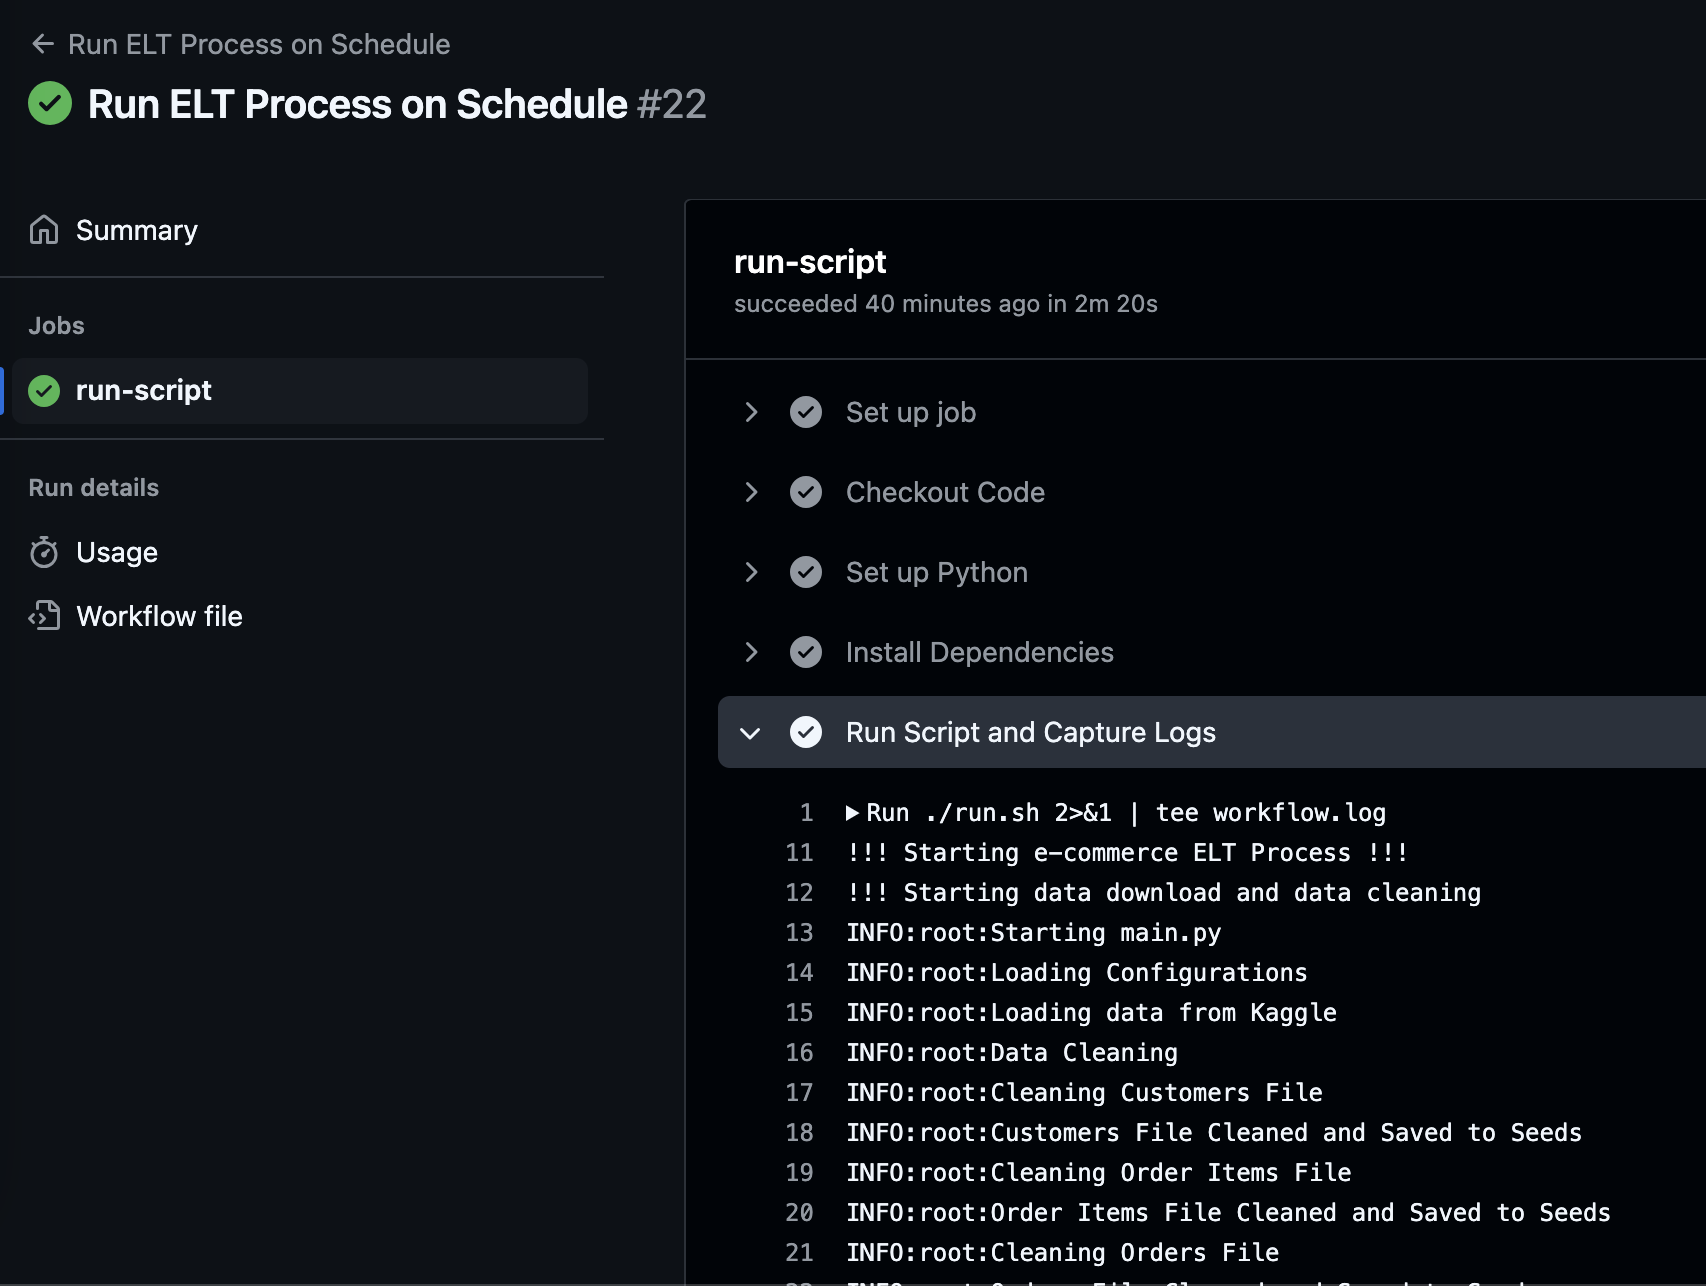 Run ELT Process on Schedule
Run ELT Process on Schedule #22
Summary
Jobs
run-script
Run details
Usage
Workflow file
run-script
succeeded 40 minutes ago in 2m 20s
Set up job
Checkout Code
Set up Python
Install Dependencies
Run Script and Capture Logs
1 Run ./run.sh 2>&1 | tee workflow.log
11 !!! Starting e-commerce ELT Process !!!
12 !!! Starting data download and data cleaning
13 INFO:root:Starting main.py
14 INFO:root:Loading Configurations
15 INFO:root:Loading data from Kaggle
16 INFO:root:Data Cleaning
17 INFO:root:Cleaning Customers File
18 INFO:root:Customers File Cleaned and Saved to Seeds
19 INFO:root:Cleaning Order Items File
20 INFO:root:Order Items File Cleaned and Saved to Seeds
21 INFO:root:Cleaning Orders File